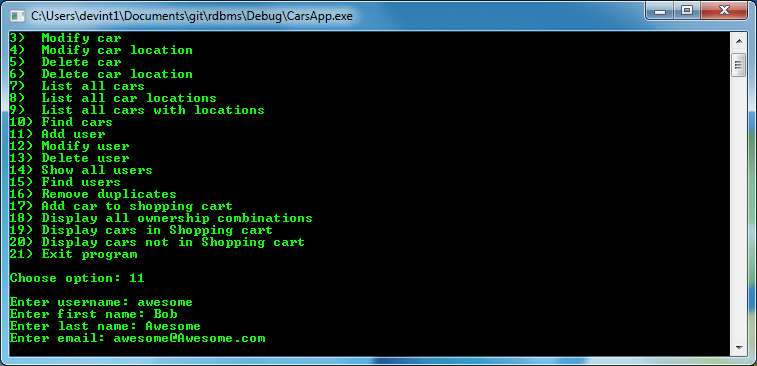 C:\Users\devint1\Documents\git\rdbms\Debug\CarsApp.exe
3)  Modify car
4)  Modify car location
5)  Delete car
6)  Delete car location
7)  List all cars
8)  List all car locations
9)  List all cars with locations
10) Find cars
11) Add user
12) Modify user
13) Delete user
14) Show all users
15) Find users
16) Remove duplicates
17) Add car to shopping cart
18) Display all ownership combinations
19) Display cars in Shopping cart
20) Display cars not in Shopping cart
21) Exit program
Choose option: 11
Enter username: awesome
Enter first name: Bob
Enter last name: Awesome
Enter email: awesome@Awesome.com